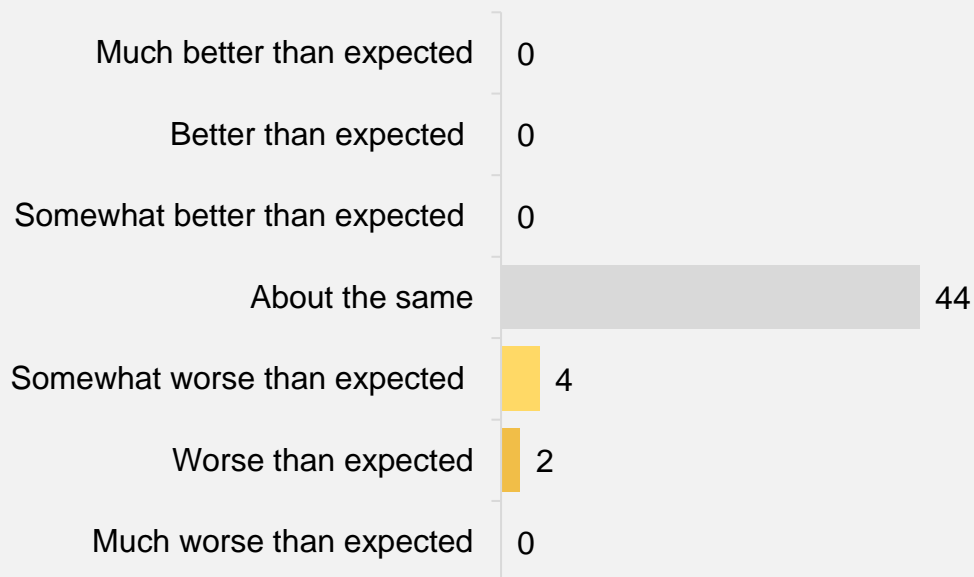 Much better than expected 0
Better than expected 0
Somewhat better than expected 0
About the same 44
Somewhat worse than expected 4
Worse than expected 2
Much worse than expected 0